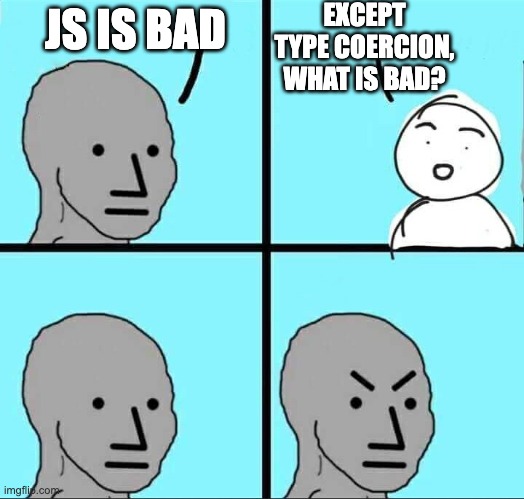 JS IS BAD
EXCEPT
TYPE COERCION,
WHAT IS BAD?
imgflip.com